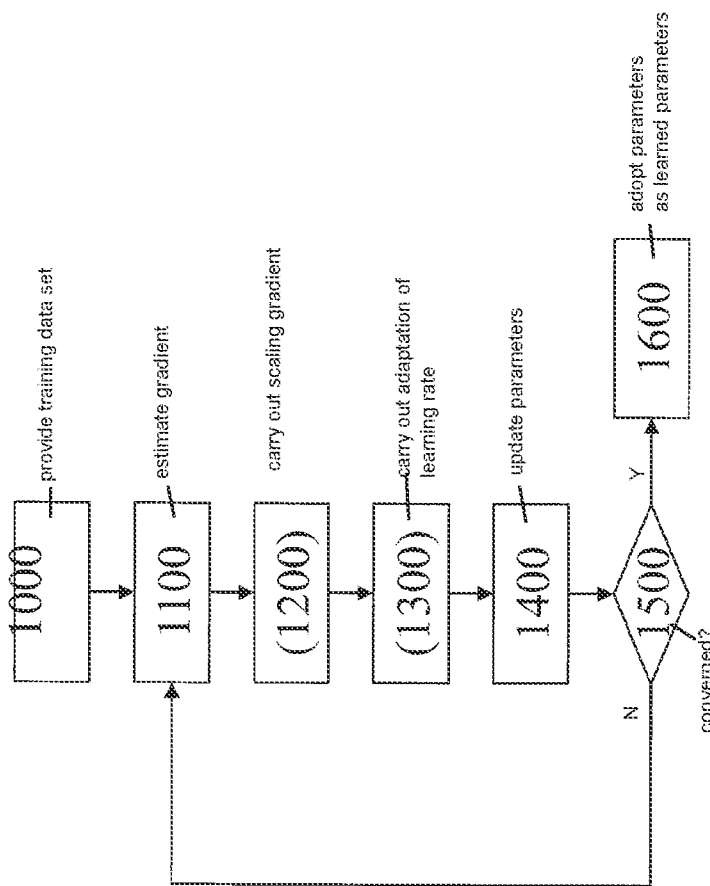 1000
provide training data set
1100
estimate gradient
(1200)
carry out scaling gradient
(1300)
carry out adaptation of
learning rate
1400
update parameters
1500
converned?
N
Y
1600
adopt parameters
as learned parameters